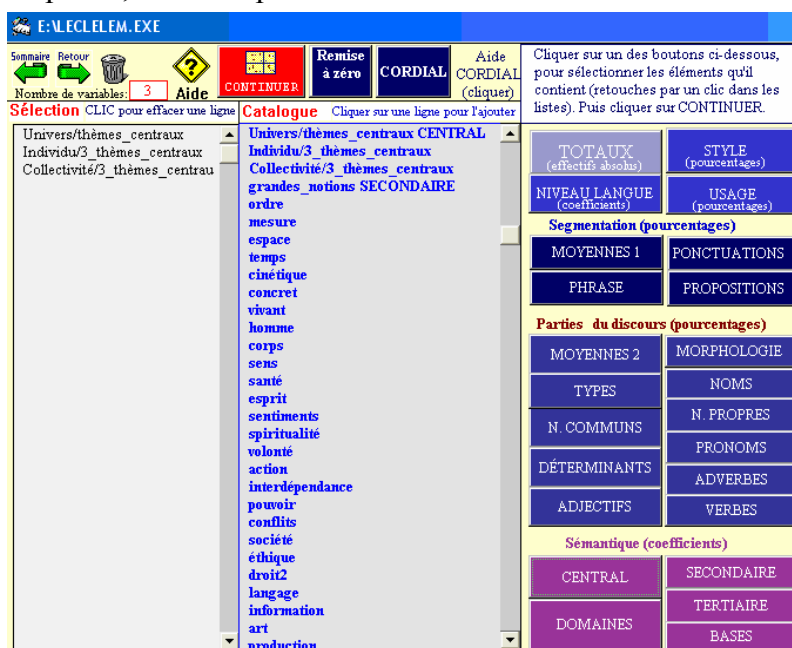 E:\LECLELEM.EXE
Sommaire Retour
Nombre de variables: 3 Aide
CONTINUER
Remise à zéro
CORDIAL
Aide CORDIAL (cliquer)
Cliquer sur un des boutons ci-dessous,
pour sélectionner les éléments qu'il
contient (retouches par un clic dans les
listes). Puis cliquer sur CONTINUER.
Sélection CLIC pour effacer une ligne
Catalogue Cliquer sur une ligne pour l'ajouter
Univers/thèmes_centraux
Individu/3_thèmes_centraux
Collectivité/3_thèmes_centrau
Univers/thèmes_centraux CENTRAL
Individu/3_thèmes_centraux
Collectivité/3_thèmes_centraux
grandes_notions SECONDAIRE
ordre
mesure
espace
temps
cinétique
concret
vivant
homme
corps
sens
santé
esprit
sentiments
spiritualité
volonté
action
interdépendance
pouvoir
conflits
société
éthique
droit2
langage
information
art
production
TOTAUX
(effectifs absolus)
STYLE
(pourcentages)
NIVEAU LANGUE
(coefficients)
USAGE
(pourcentages)
Segmentation (pourcentages)
MOYENNES 1
PONCTUATIONS
PHRASE
PROPOSITIONS
Parties du discours (pourcentages)
MOYENNES 2
MORPHOLOGIE
TYPES
NOMS
N. COMMUNS
N. PROPRES
PRONOMS
DÉTERMINANTS
ADVERBES
ADJECTIFS
VERBES
Sémantique (coefficients)
CENTRAL
SECONDAIRE
TERTIAIRE
DOMAINES
BASES